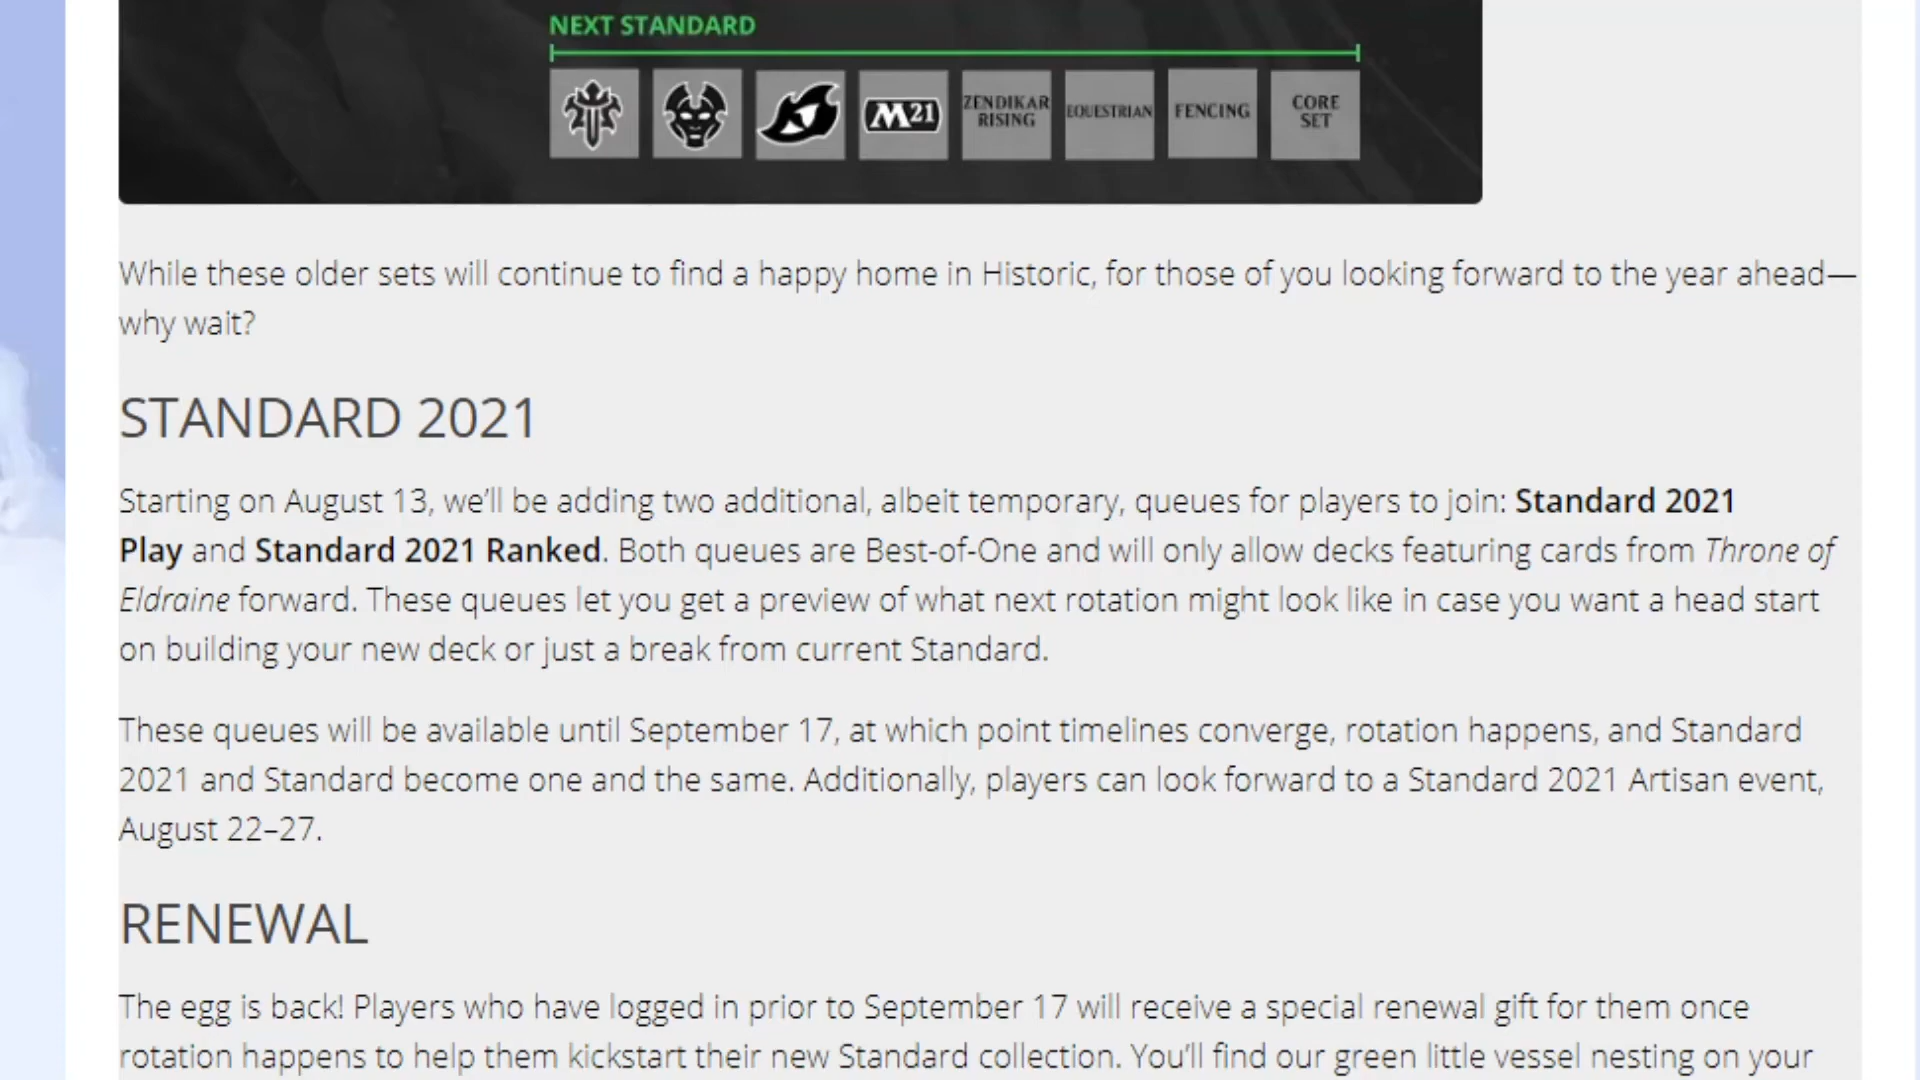 NEXT STANDARD
M21
ZENDIKAR
RISING
EQUESTRIAN
FENCING
CORE
SET
While these older sets will continue to find a happy home in Historic, for those of you looking forward to the year ahead—
why wait?
STANDARD 2021
Starting on August 13, we'll be adding two additional, albeit temporary, queues for players to join: Standard 2021
Play and Standard 2021 Ranked. Both queues are Best-of-One and will only allow decks featuring cards from Throne of
Eldraine forward. These queues let you get a preview of what next rotation might look like in case you want a head start
on building your new deck or just a break from current Standard.
These queues will be available until September 17, at which point timelines converge, rotation happens, and Standard
2021 and Standard become one and the same. Additionally, players can look forward to a Standard 2021 Artisan event,
August 22–27.
RENEWAL
The egg is back! Players who have logged in prior to September 17 will receive a special renewal gift for them once
rotation happens to help them kickstart their new Standard collection. You'll find our green little vessel nesting on your